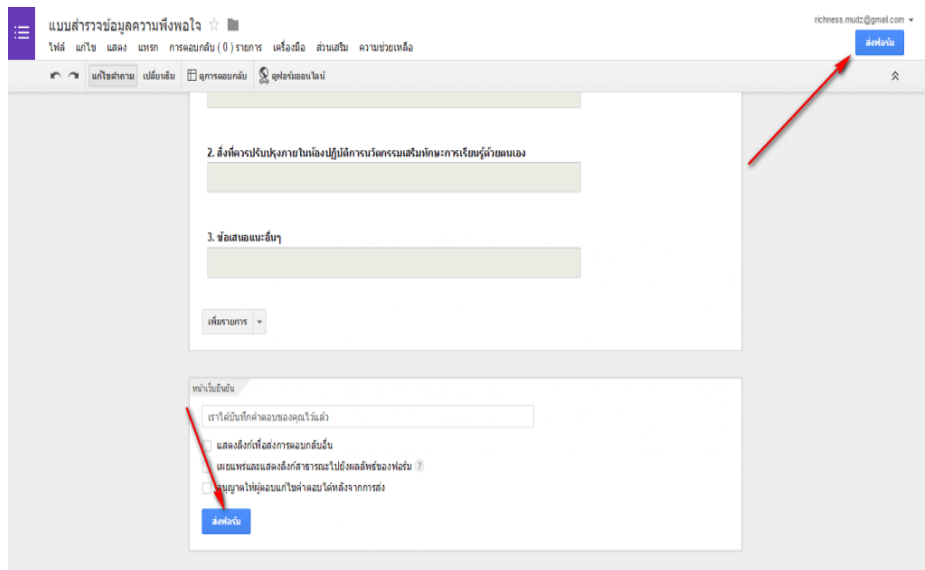 แบบสำรวจข้อมูลความพึงพอใจ
richness.mudz@gmail.com
ไฟล์ แก้ไข แสดง แทรก การตอบกลับ ( 0 ) รายการ เครื่องมือ ส่วนเสริม ความช่วยเหลือ
ส่งฟอร์ม
แก้ไขคำถาม เปลี่ยนธีม ดูการตอบกลับ ดูฟอร์มออนไลน์
2. สิ่งที่ควรปรับปรุงภายในห้องปฏิบัติการนวัตกรรมเสริมทักษะการเรียนรู้ด้วยตนเอง
3. ข้อเสนอแนะอื่นๆ
เพิ่มรายการ
หน้าเว็บยืนยัน
เราได้บันทึกคำตอบของคุณไว้แล้ว
แสดงลิงก์เพื่อส่งการตอบกลับอื่น
เผยแพร่และแสดงลิงก์สาธารณะไปยังผลลัพธ์ของฟอร์ม ?
อนุญาตให้ผู้ตอบแก้ไขคำตอบได้หลังจากการส่ง
ส่งฟอร์ม